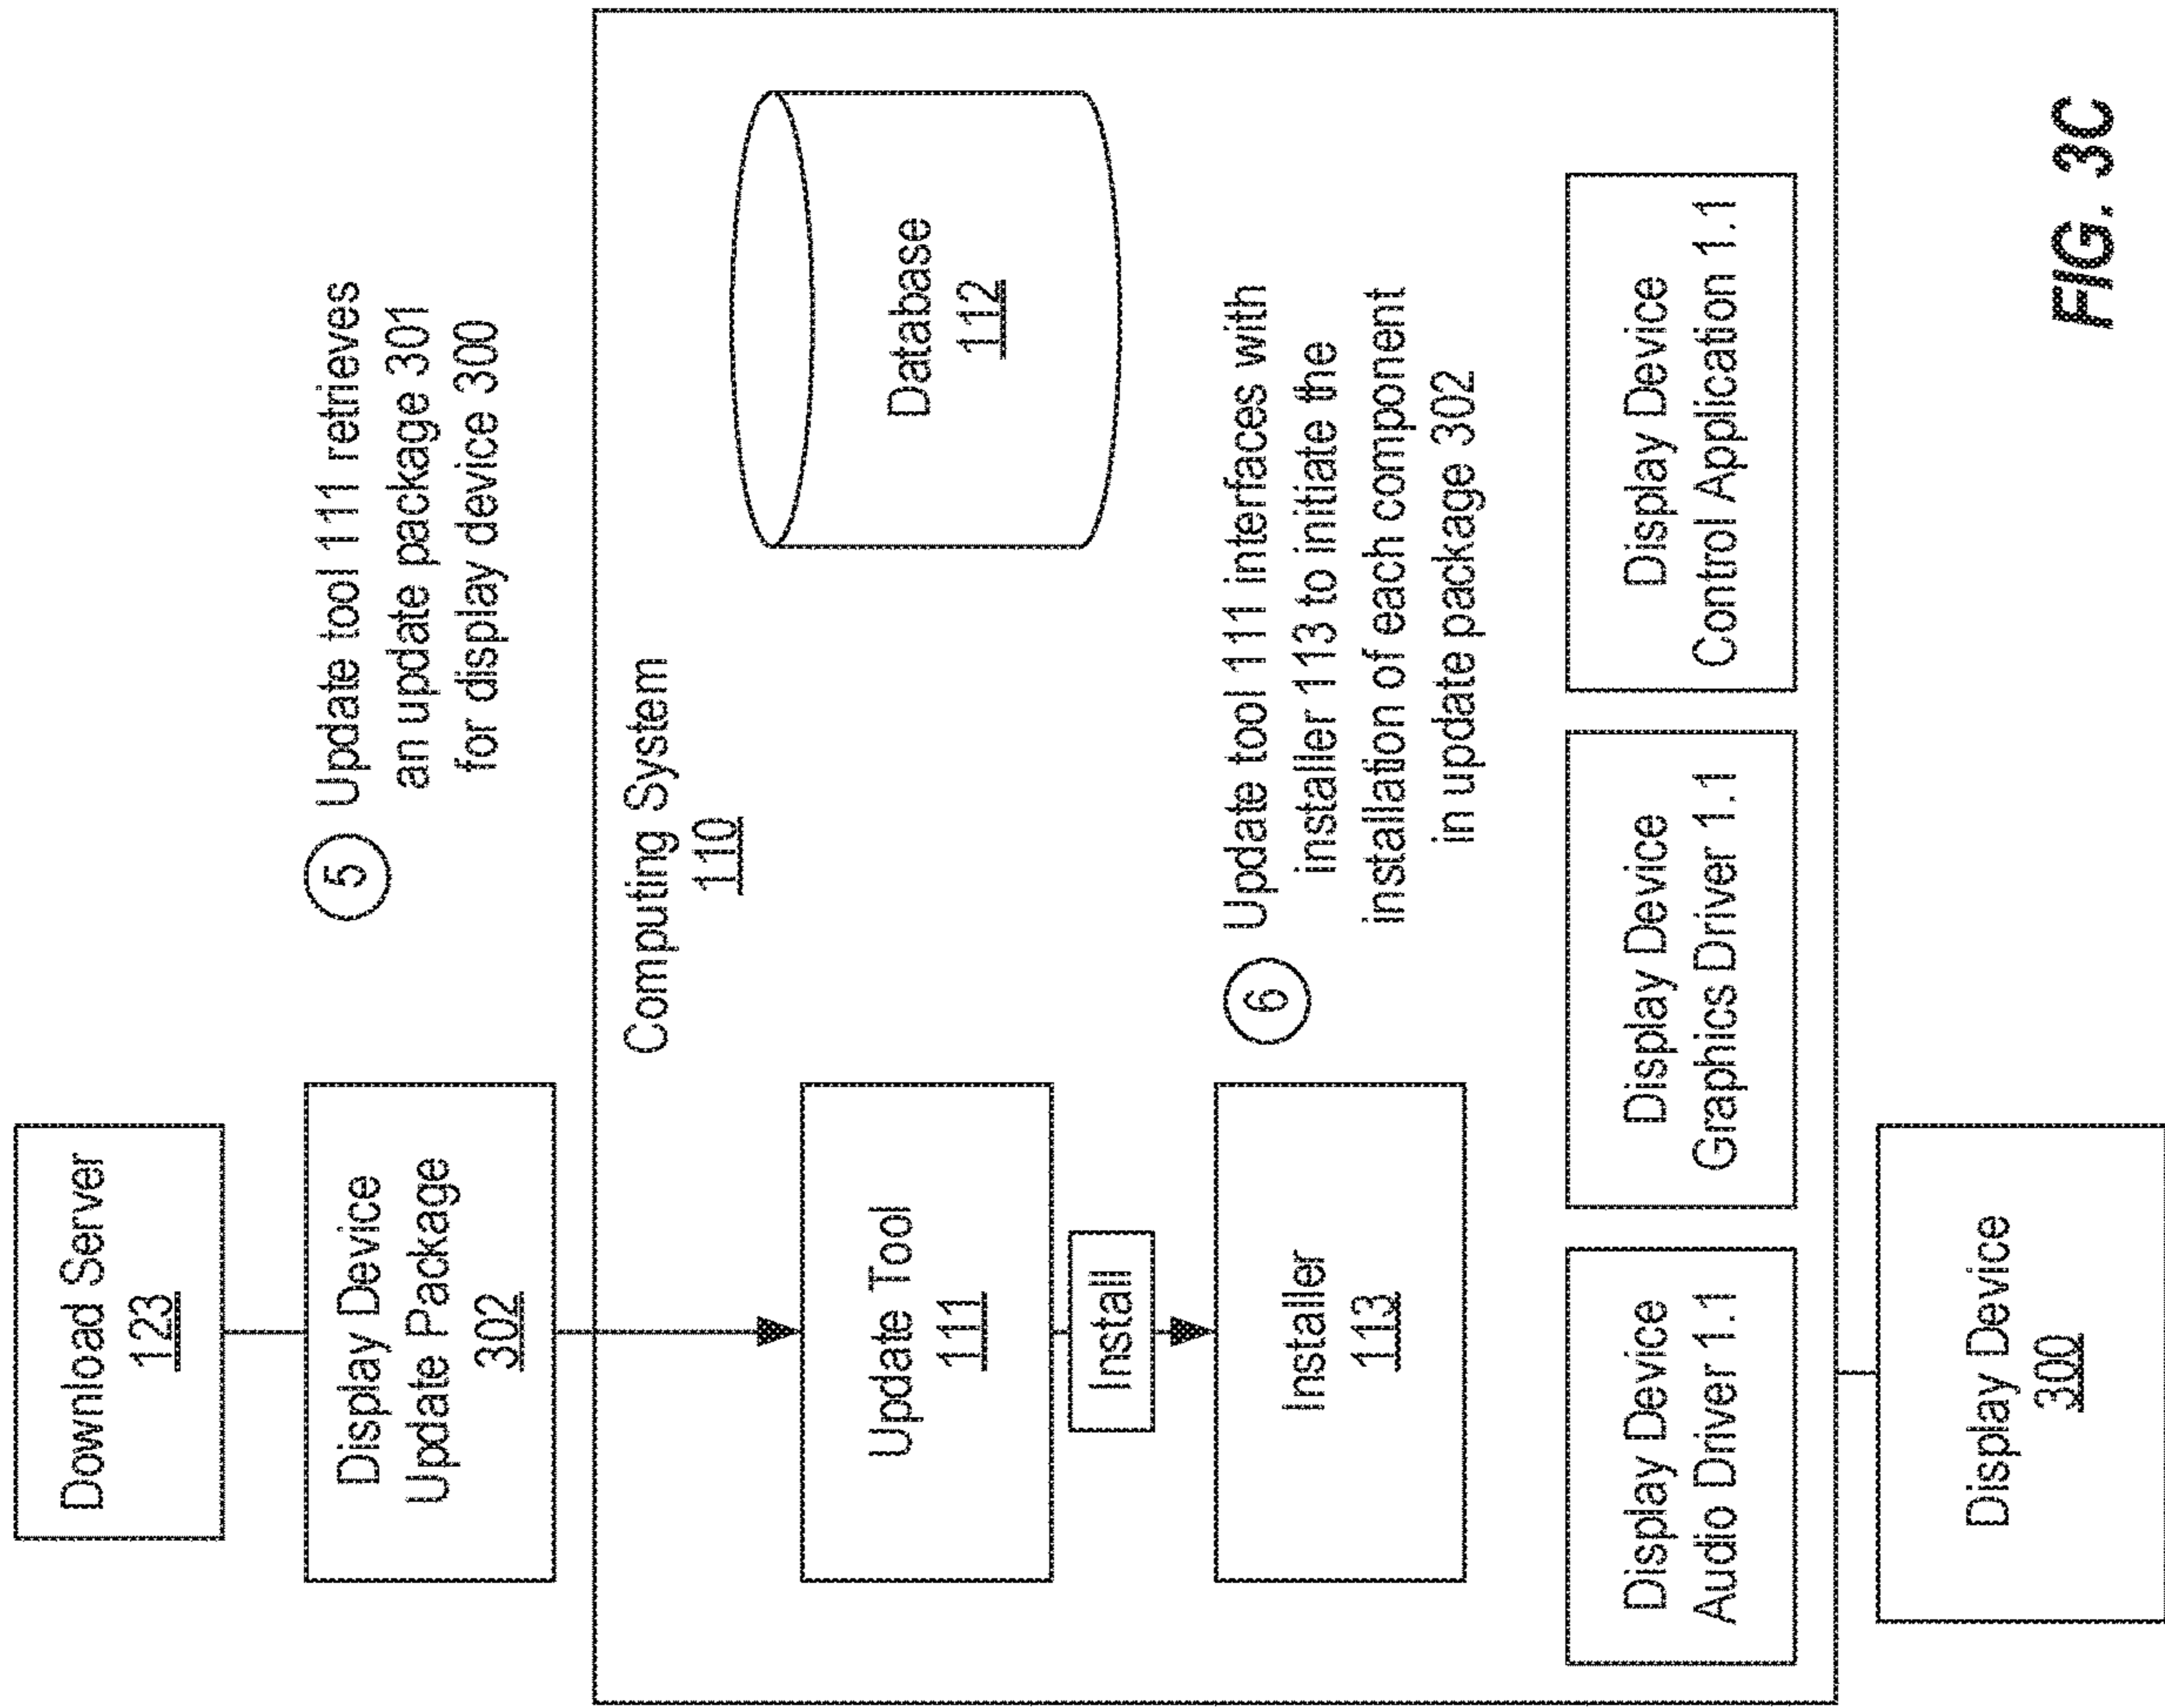 Download Server
123
Display Device
Update Package
302
5
Update tool 111 retrieves
an update package 301
for display device 300
Computing System
110
Update Tool
111
Database
112
Install
Installer
113
6
Update tool 111 interfaces with
installer 113 to initiate the
installation of each component
in update package 302
Display Device
Audio Driver 1.1
Display Device
Graphics Driver 1.1
Display Device
Control Application 1.1
Display Device
300
FIG. 3C